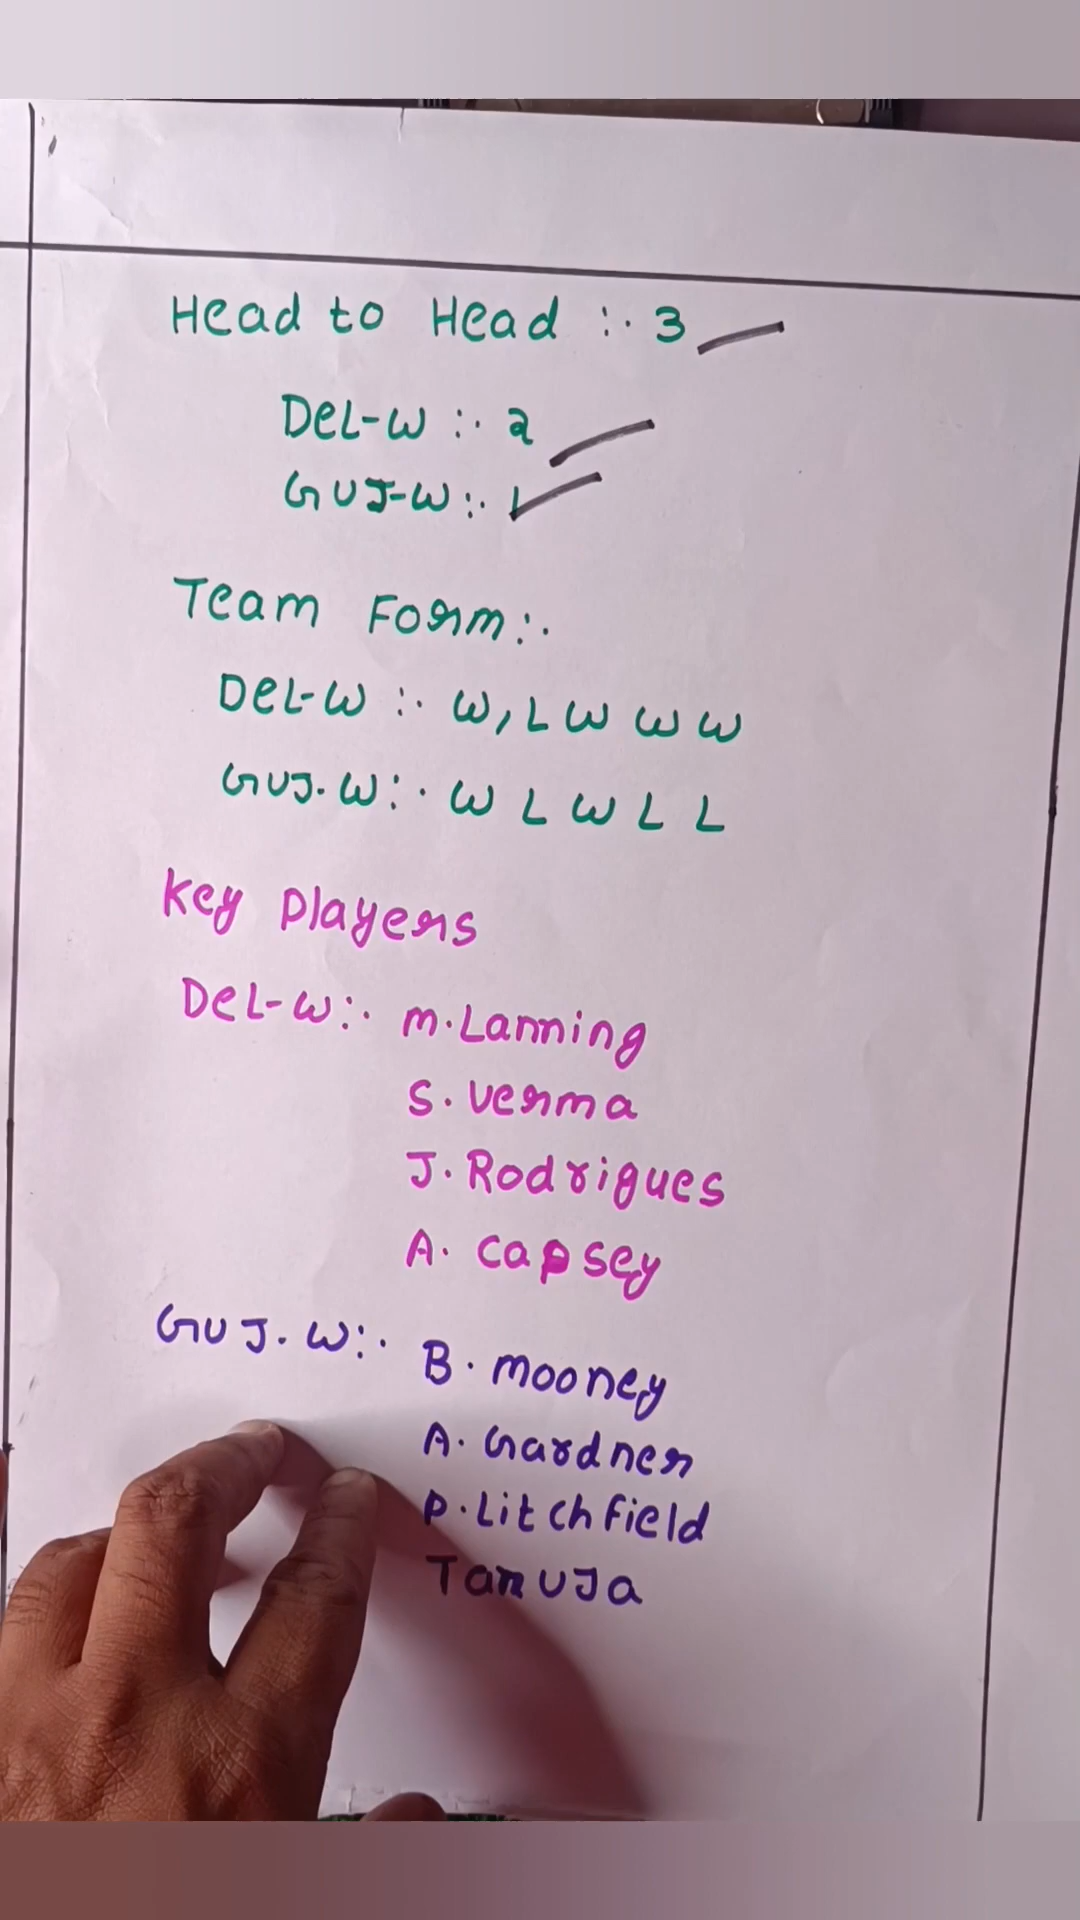 Head to Head :. 3
Del-W :. 2
GUJ-W :. 1
Team Form :.
Del-W :. W, L W W W
GUJ. W :. W L W L L
Key Players
Del-W :. M. Lanning
S. Verma
J. Rodrigues
A. Capsey
GUJ. W :. B. Mooney
A. Gardner
P. Litchfield
Tanuja